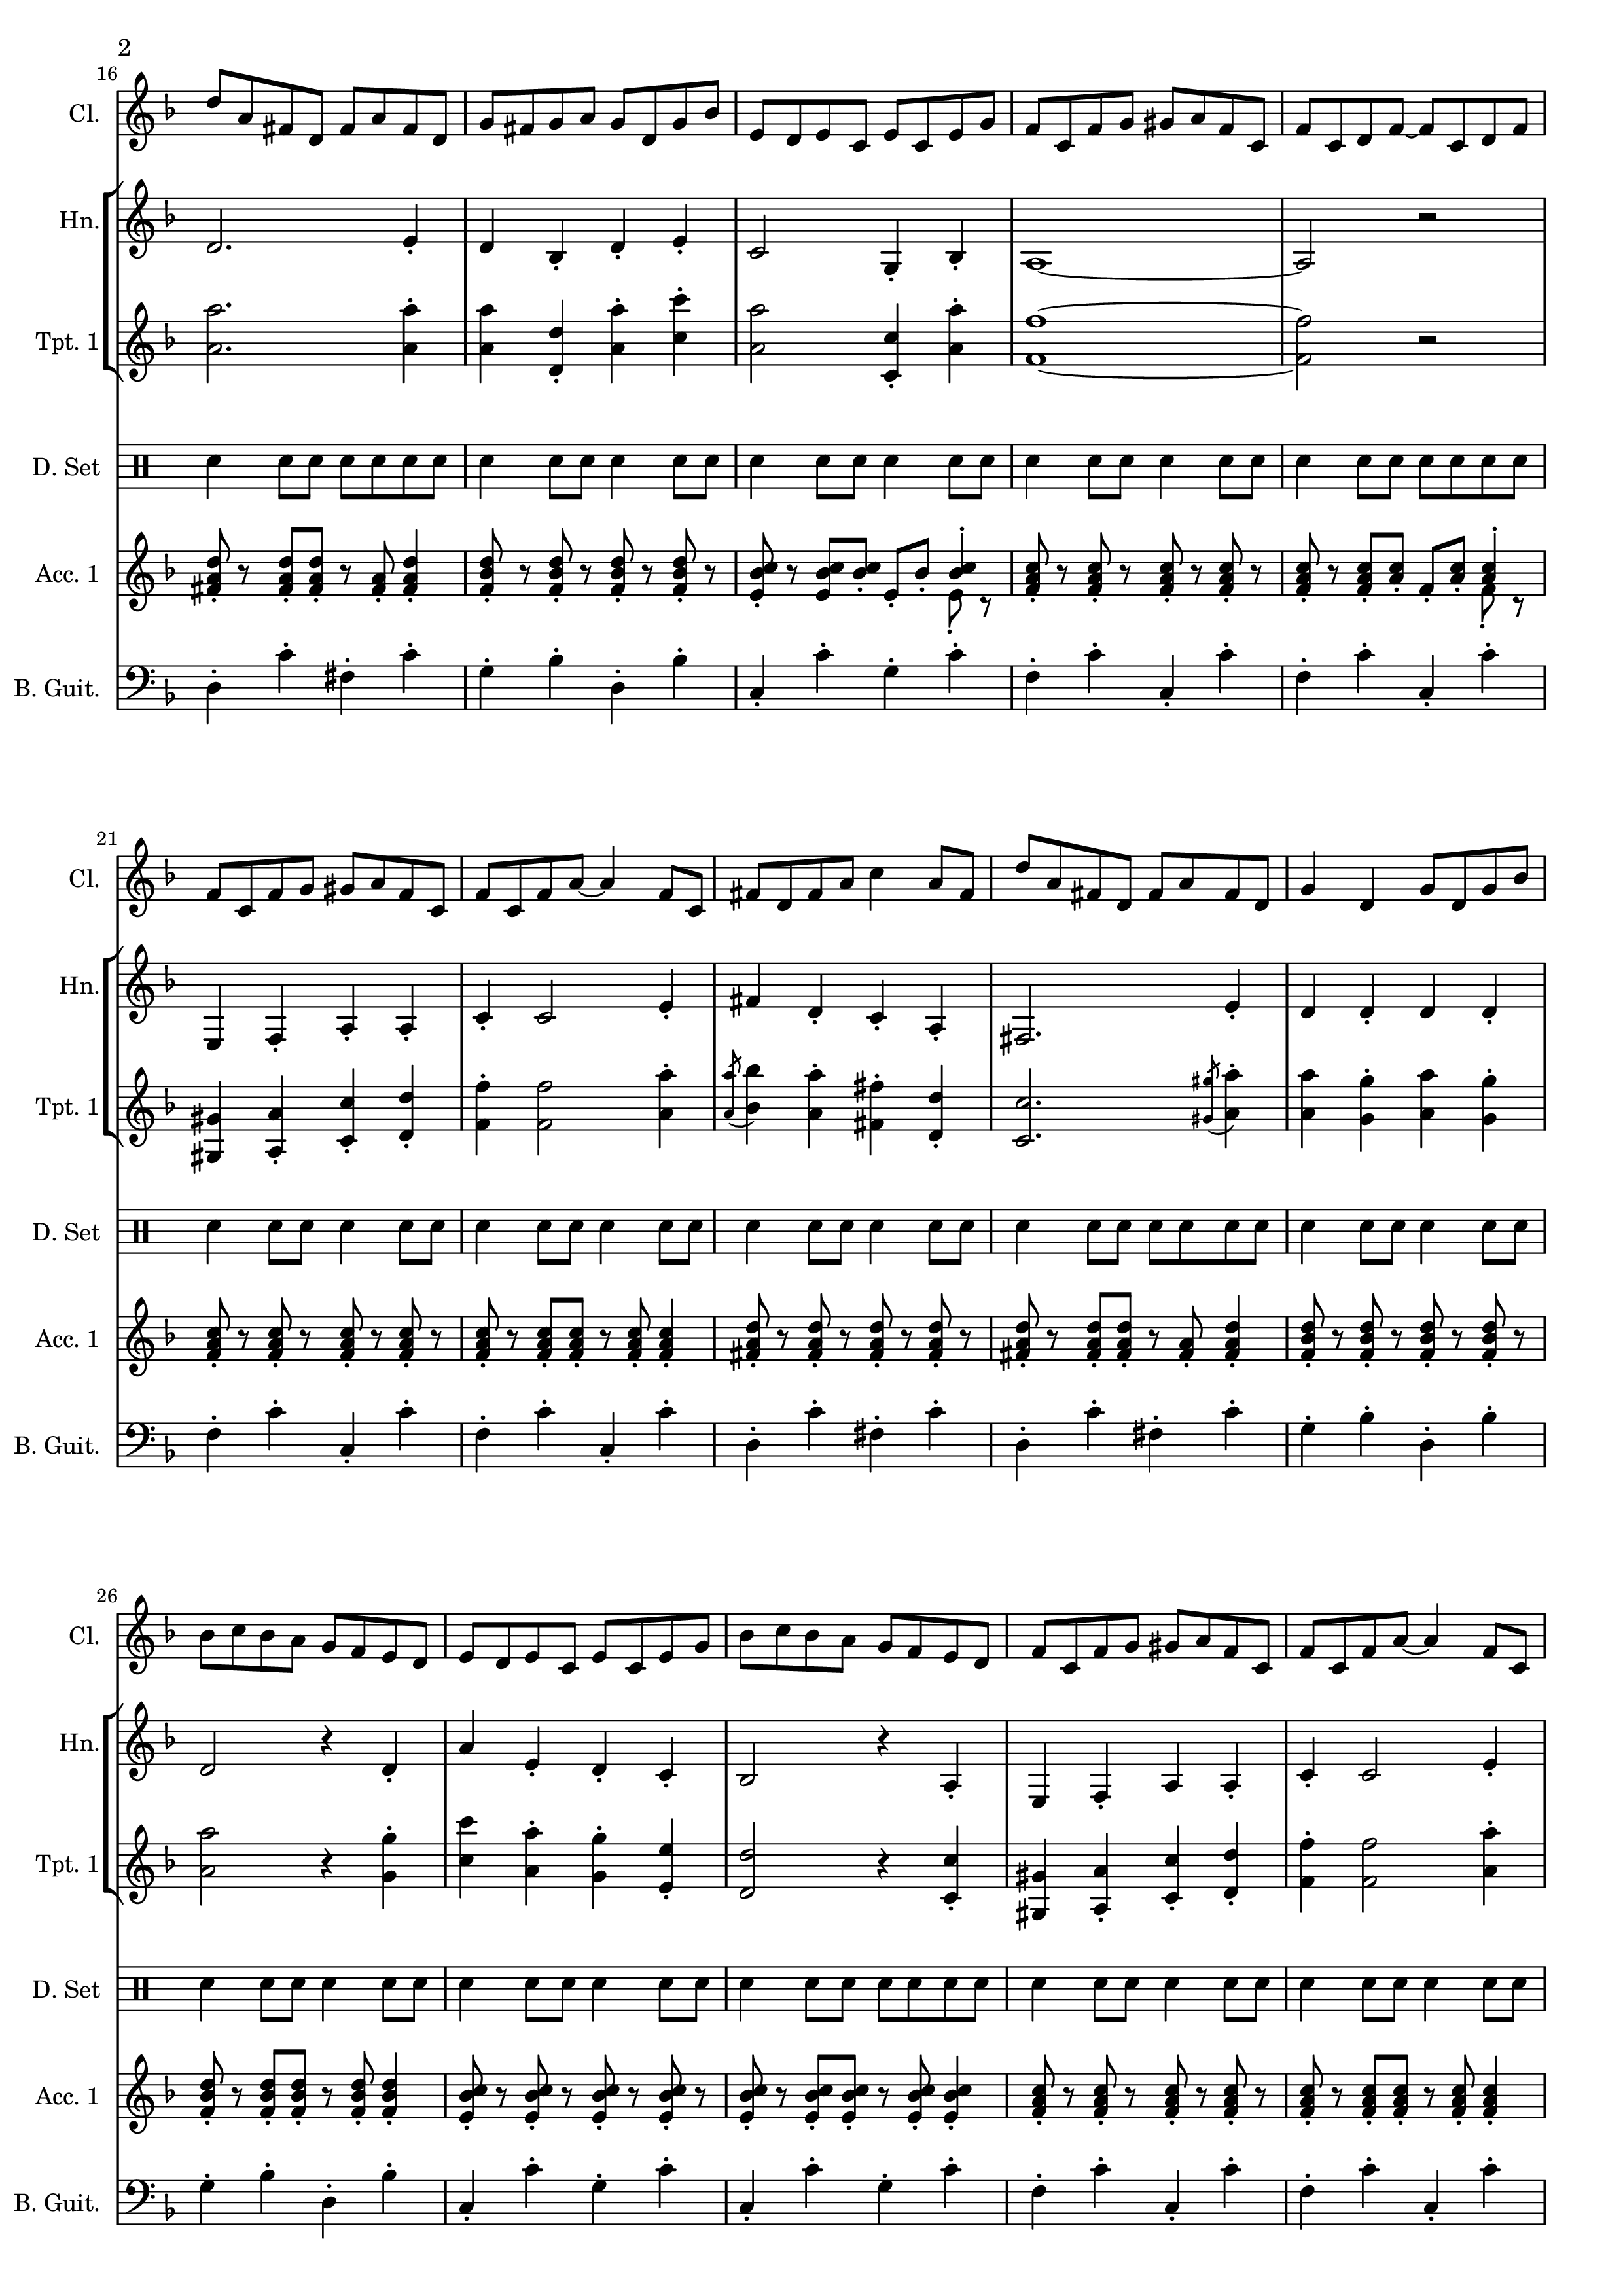 2
16
Cl.
Hn.
Tpt. 1
D. Set
Acc. 1
B. Guit.
21
Cl.
Hn.
Tpt. 1
D. Set
Acc. 1
B. Guit.
26
Cl.
Hn.
Tpt. 1
D. Set
Acc. 1
B. Guit.